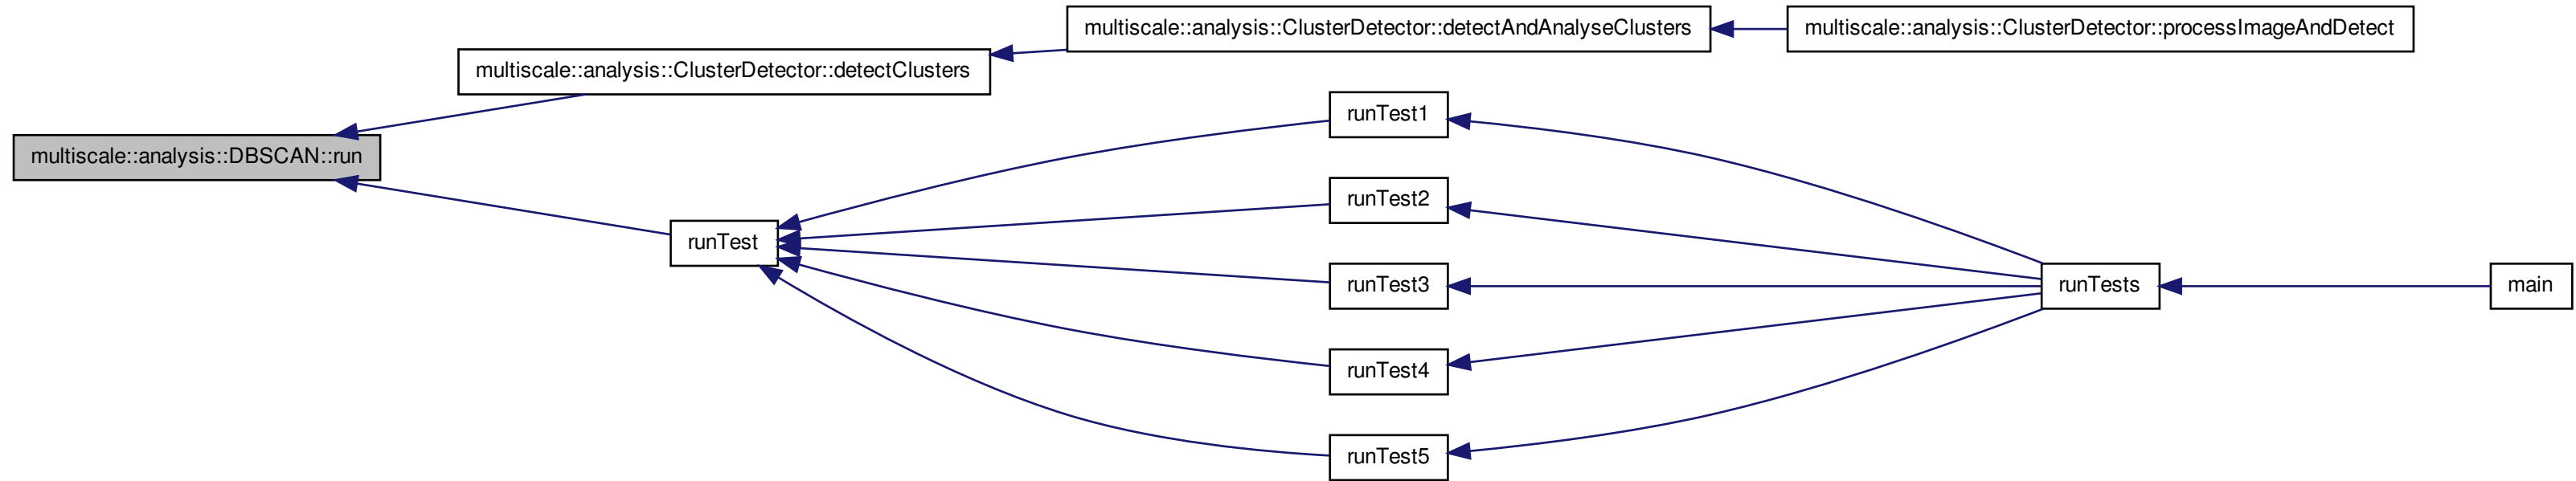 multiscale::analysis::ClusterDetector::detectAndAnalyseClusters
multiscale::analysis::ClusterDetector::processImageAndDetect
multiscale::analysis::ClusterDetector::detectClusters
runTest1
multiscale::analysis::DBSCAN::run
runTest2
runTest
runTest3
runTests
main
runTest4
runTest5